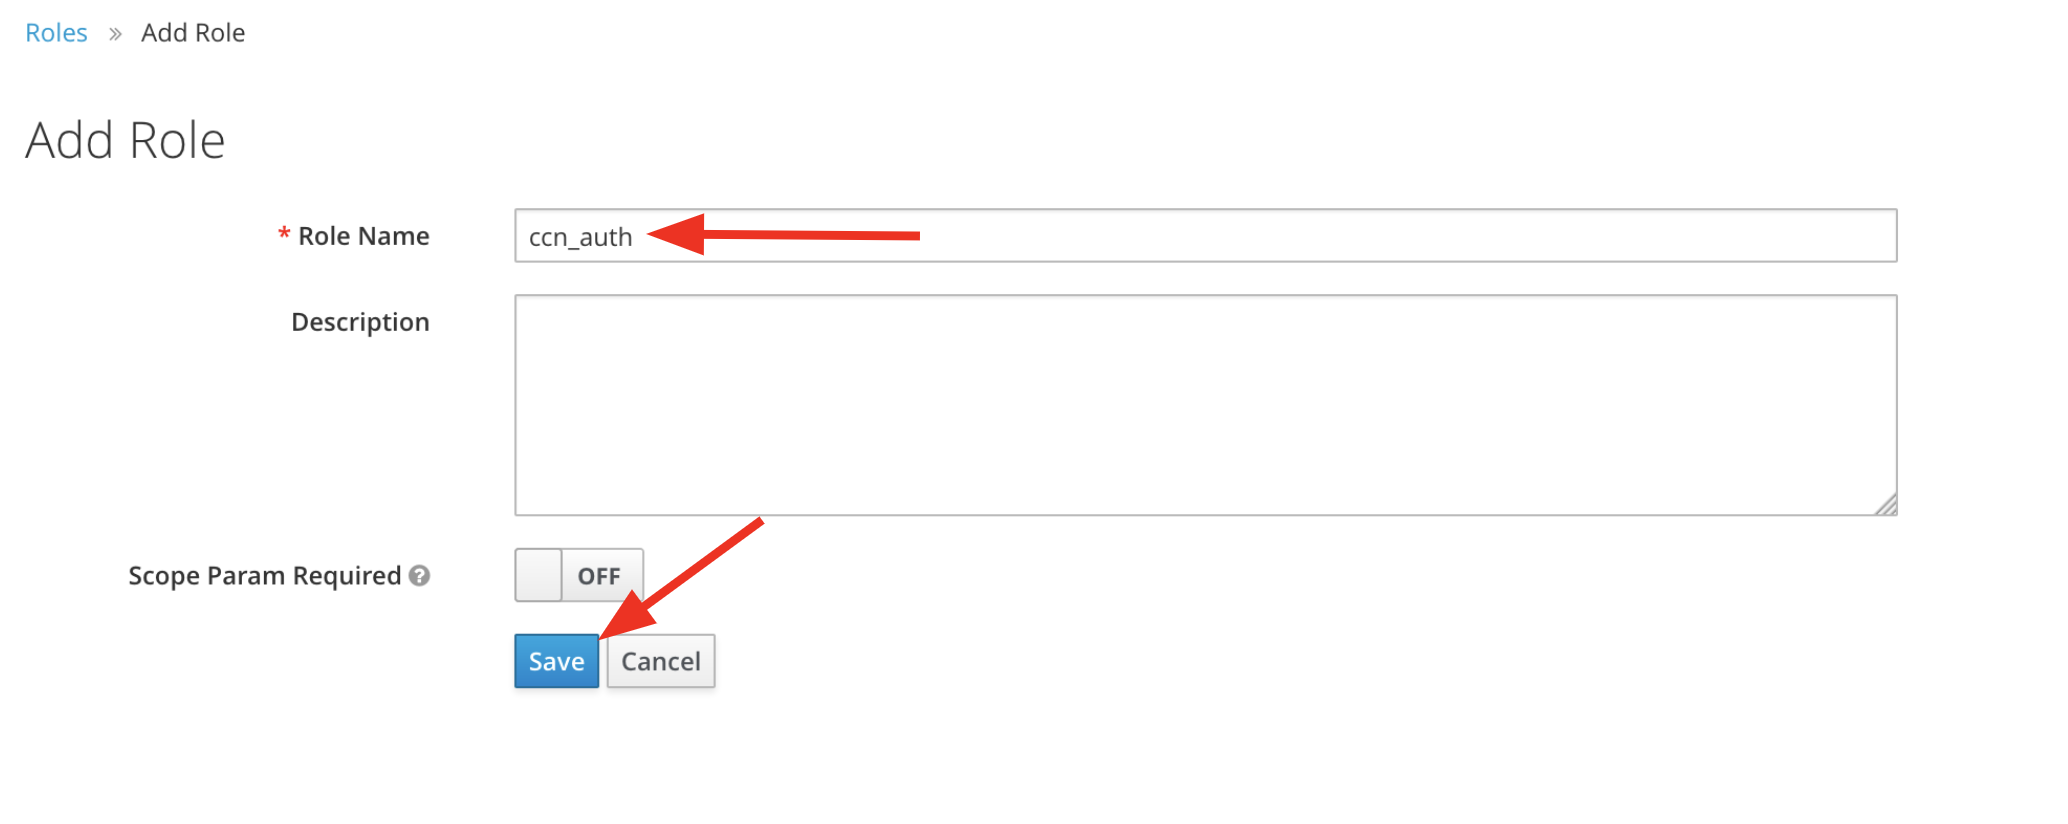 Roles » Add Role
Add Role
* Role Name
ccn_auth
Description
Scope Param Required ?
OFF
Save Cancel